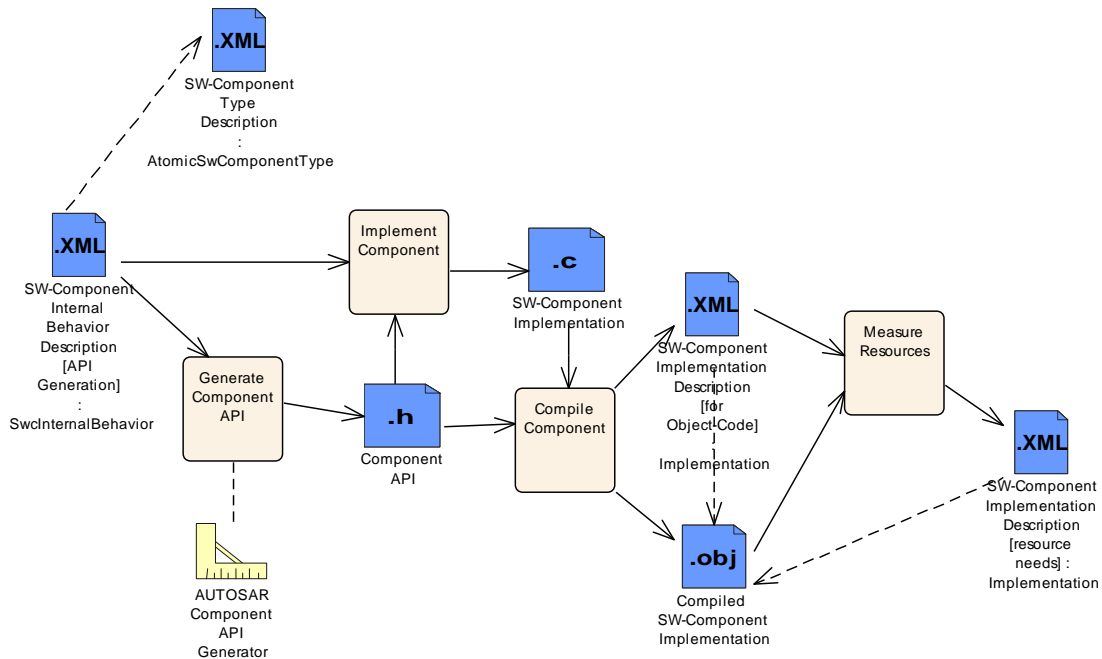 .XML
SW-Component
Type
Description
:
AtomicSwComponentType
.XML
SW-Component
Internal
Behavior
Description
[API
Generation]
:
SwcInternalBehavior
Implement
Component
.c
SW-Component
Implementation
Generate
Component
API
.h
Component
API
AUTOSAR
Component
API
Generator
Compile
Component
.XML
SW-Component
Implementation
Description
[for
Object-Code]
:
Implementation
.obj
Compiled
SW-Component
Implementation
Measure
Resources
.XML
SW-Component
Implementation
Description
[resource
needs] :
Implementation